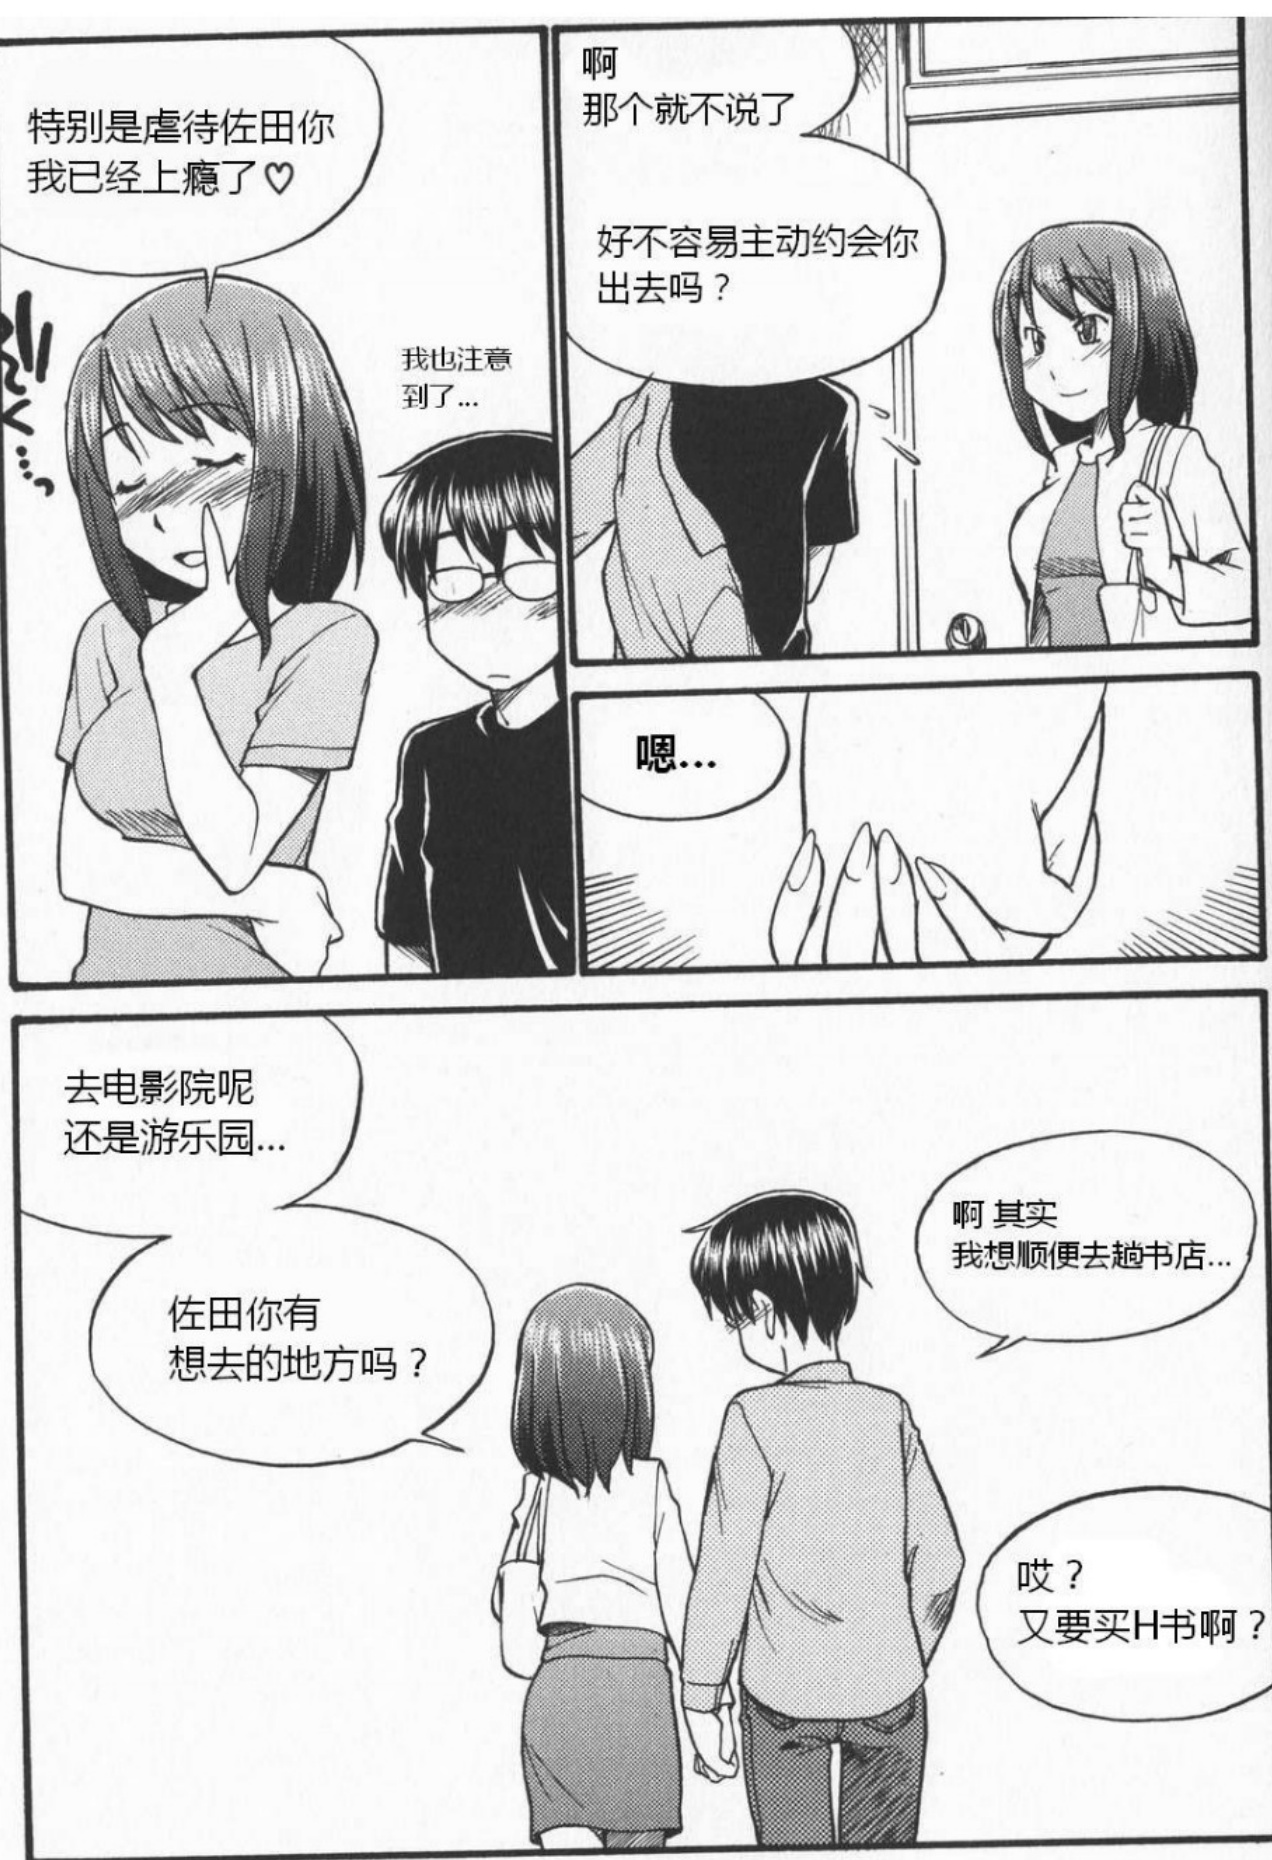 特别是虐待佐田你
我已经上瘾了♡
我也注意
到了...
啊
那个就不说了
好不容易主动约会你
出去吗？
嗯...
去电影院呢
还是游乐园...
佐田你有
想去的地方吗？
啊 其实
我想顺便去趟书店...
哎？
又要买H书啊？